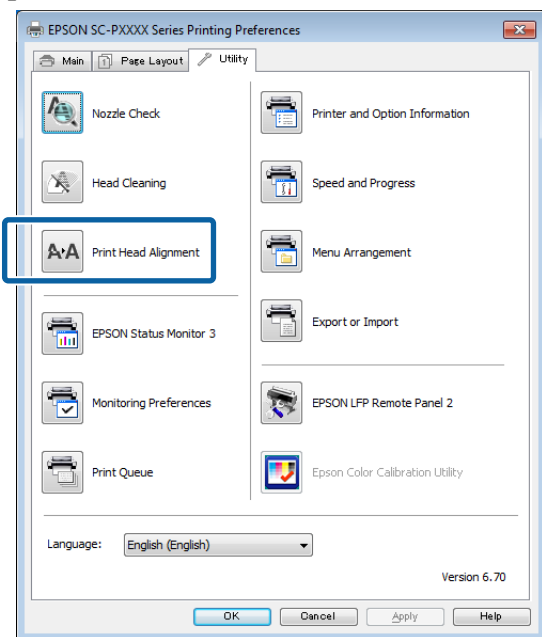 EPSON SC-PXXXX Series Printing Preferences
Main
Page Layout
Utility
Nozzle Check
Printer and Option Information
Head Cleaning
Speed and Progress
A▸A
Print Head Alignment
Menu Arrangement
Export or Import
EPSON Status Monitor 3
Monitoring Preferences
EPSON LFP Remote Panel 2
Print Queue
Epson Color Calibration Utility
Language:
English (English)
Version 6.70
OK
Cancel
Apply
Help